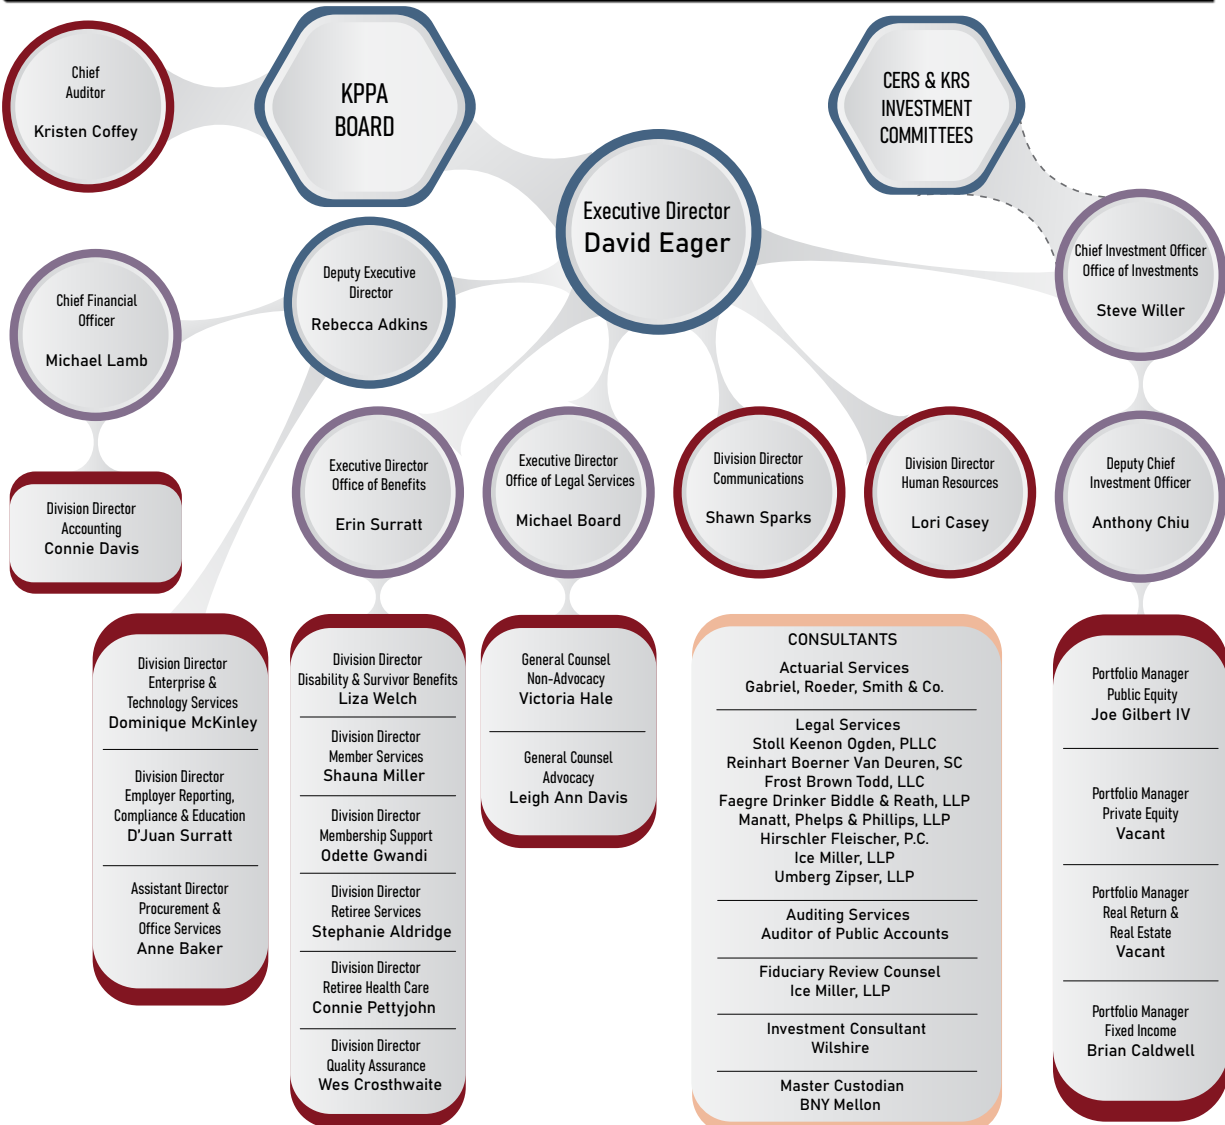 Chief
Auditor
Kristen Coffey
KPPA
BOARD
CERS & KRS
INVESTMENT
COMMITTEES
Executive Director
David Eager
Chief Investment Officer
Office of Investments
Steve Willer
Deputy Executive
Director
Rebecca Adkins
Chief Financial
Officer
Michael Lamb
Division Director
Accounting
Connie Davis
Executive Director
Office of Benefits
Erin Surratt
Executive Director
Office of Legal Services
Michael Board
Division Director
Communications
Shawn Sparks
Division Director
Human Resources
Lori Casey
Deputy Chief
Investment Officer
Anthony Chiu
Division Director
Enterprise &
Technology Services
Dominique McKinley
Division Director
Employer Reporting,
Compliance & Education
D'Juan Surratt
Assistant Director
Procurement &
Office Services
Anne Baker
Division Director
Disability & Survivor Benefits
Liza Welch
Division Director
Member Services
Shauna Miller
Division Director
Membership Support
Odette Gwandi
Division Director
Retiree Services
Stephanie Aldridge
Division Director
Retiree Health Care
Connie Pettyjohn
Division Director
Quality Assurance
Wes Crosthwaite
General Counsel
Non-Advocacy
Victoria Hale
General Counsel
Advocacy
Leigh Ann Davis
CONSULTANTS
Actuarial Services
Gabriel, Roeder, Smith & Co.
Legal Services
Stoll Keenon Ogden, PLLC
Reinhart Boerner Van Deuren, SC
Frost Brown Todd, LLC
Faegre Drinker Biddle & Reath, LLP
Manatt, Phelps & Phillips, LLP
Hirschler Fleischer, P.C.
Ice Miller, LLP
Umberg Zipser, LLP
Auditing Services
Auditor of Public Accounts
Fiduciary Review Counsel
Ice Miller, LLP
Investment Consultant
Wilshire
Master Custodian
BNY Mellon
Portfolio Manager
Public Equity
Joe Gilbert IV
Portfolio Manager
Private Equity
Vacant
Portfolio Manager
Real Return &
Real Estate
Vacant
Portfolio Manager
Fixed Income
Brian Caldwell